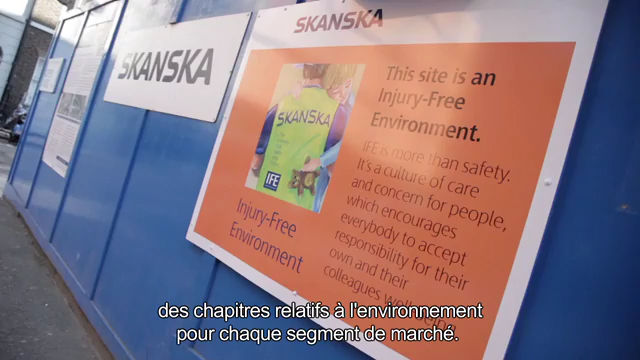 SKANSKA
SKANSKA
This site is an
Injury-Free
Environment.
IFE is more than safety.
It's a culture of care
and concern for people,
which encourages
everybody to accept
responsibility for their
own and their
colleagues
SKANSKA
IFE
Injury-Free
Environment
des chapitres relatifs à l'environnement
pour chaque segment de marché.